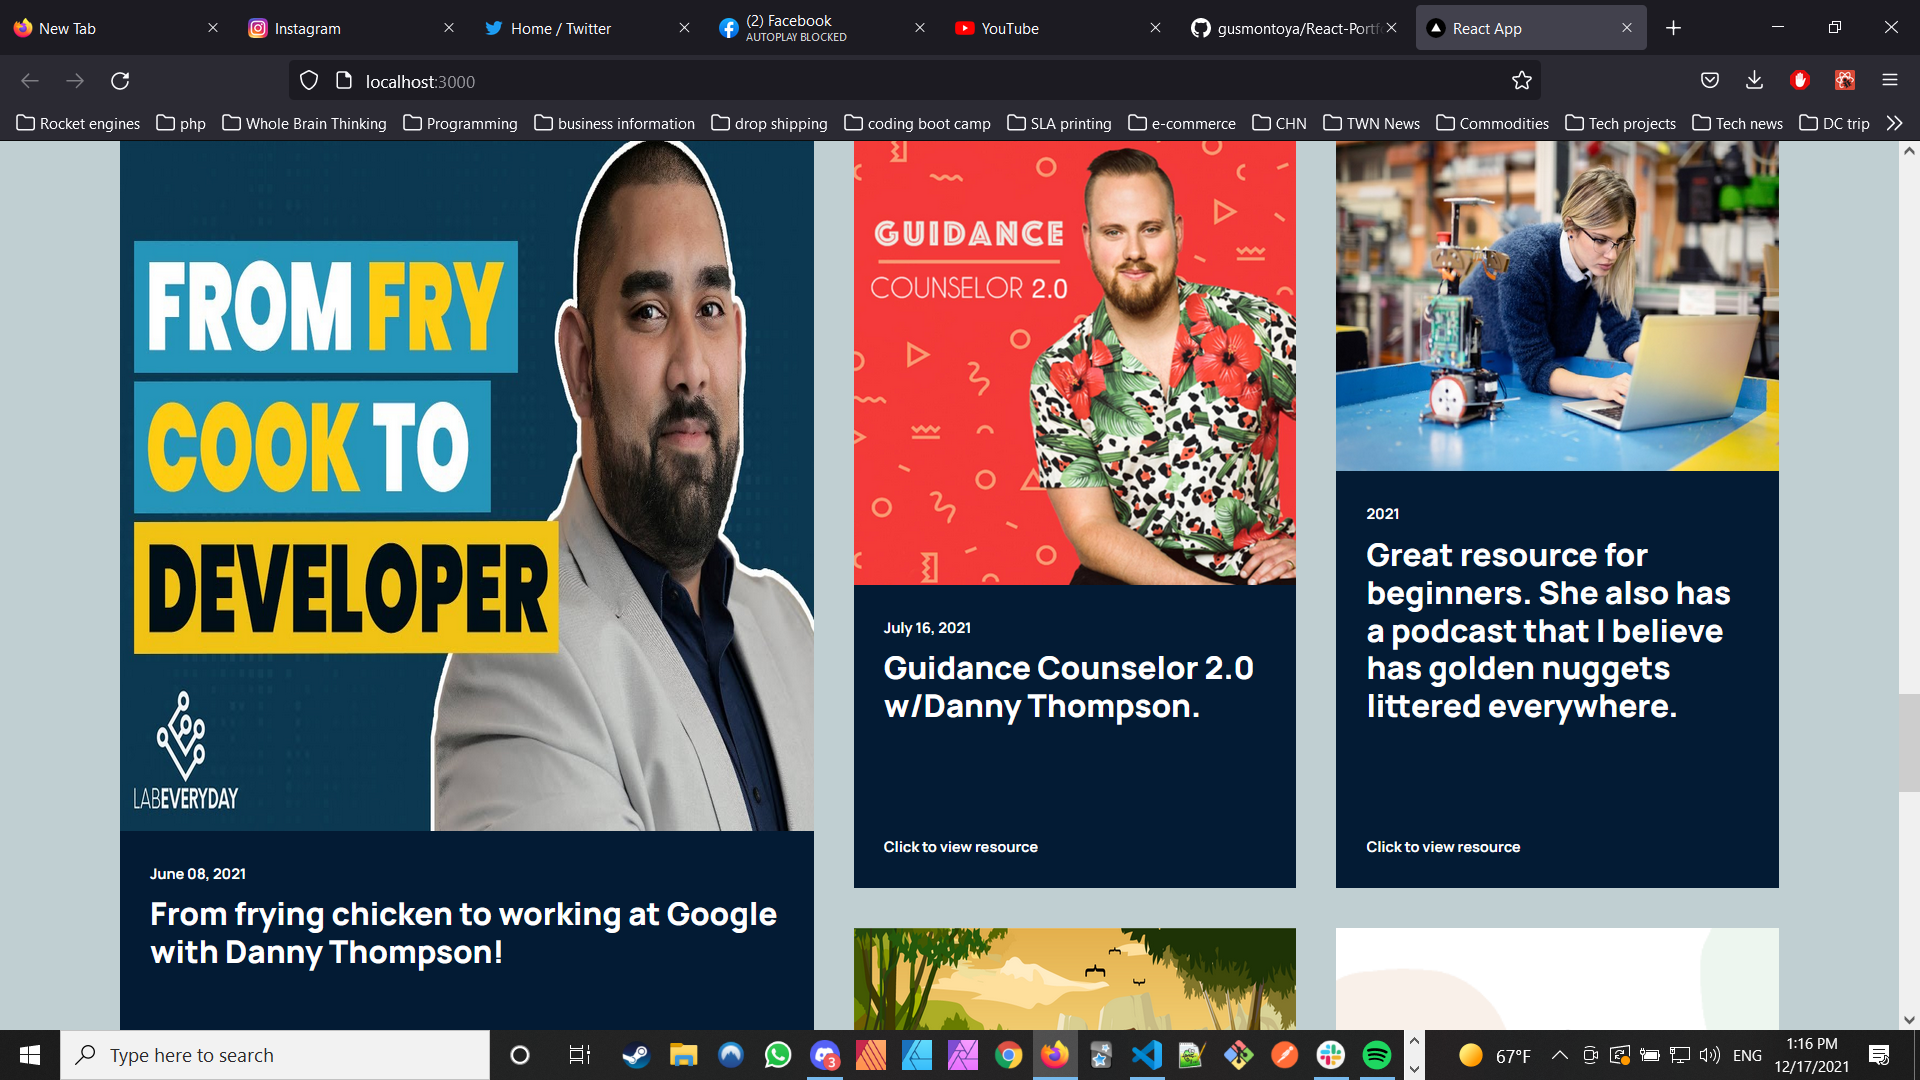 New Tab
Instagram
Home / Twitter
(2) Facebook
AUTOPLAY BLOCKED
YouTube
gusmontoya/React-Portf
React App
localhost:3000
Rocket engines
php
Whole Brain Thinking
Programming
business information
drop shipping
coding boot camp
SLA printing
e-commerce
CHN
TWN News
Commodities
Tech projects
Tech news
DC trip
FROM FRY
COOK TO
DEVELOPER
LABEVERYDAY
June 08, 2021
From frying chicken to working at Google
with Danny Thompson!
GUIDANCE
COUNSELOR 2.0
July 16, 2021
Guidance Counselor 2.0
w/Danny Thompson.
Click to view resource
2021
Great resource for
beginners. She also has
a podcast that I believe
has golden nuggets
littered everywhere.
Click to view resource
Type here to search
3
67°F
ENG
1:16 PM
12/17/2021